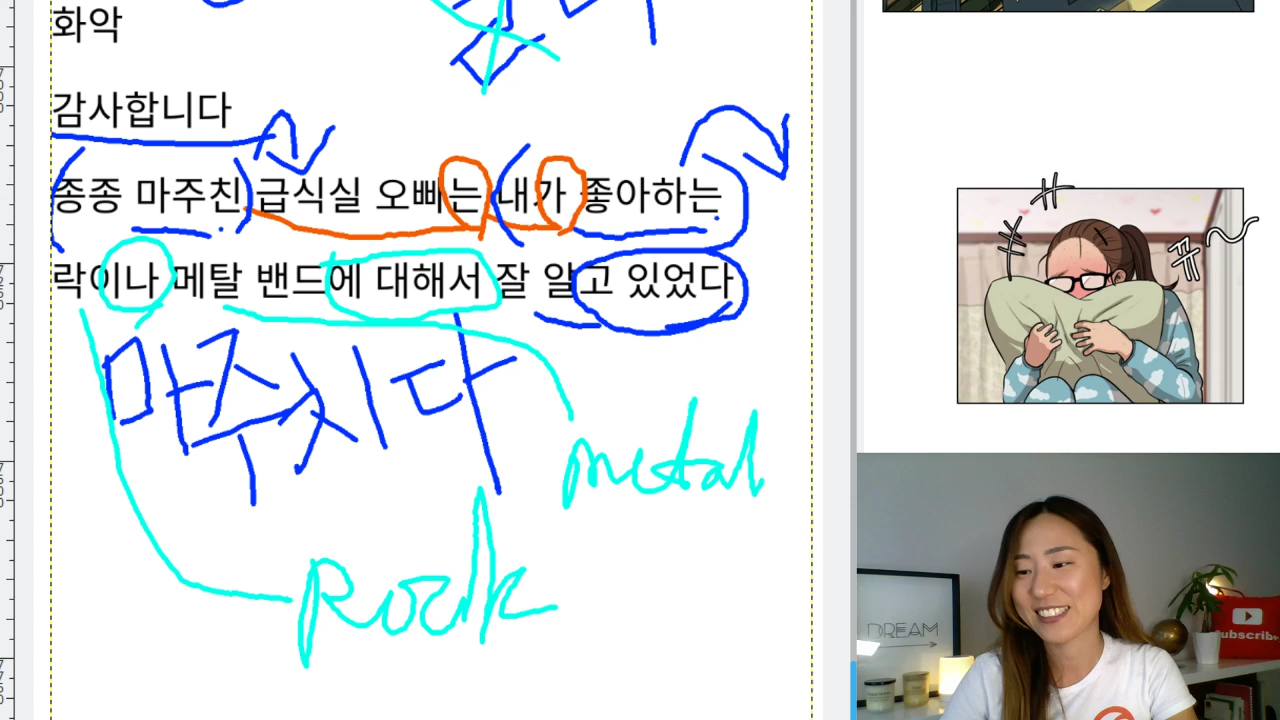 화악
감사합니다
종종 마주친 급식실 오빠는 내가 좋아하는
락이나 메탈 밴드에 대해서 잘 알고 있었다
마주치다
metal
Rock
DREAM
Subscribe